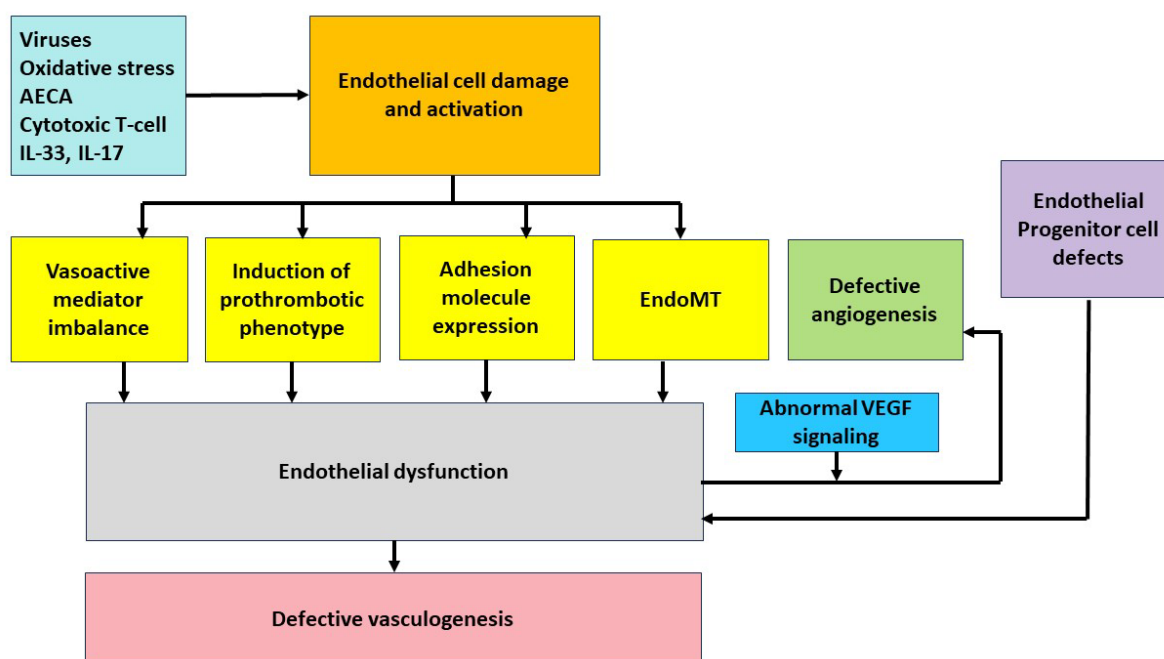 Viruses
Oxidative stress
AECA
Cytotoxic T-cell
IL-33, IL-17
Endothelial cell damage
and activation
Endothelial
Progenitor cell
defects
Vasoactive
mediator
imbalance
Induction of
prothrombotic
phenotype
Adhesion
molecule
expression
EndoMT
Defective
angiogenesis
Abnormal VEGF
signaling
Endothelial dysfunction
Defective vasculogenesis